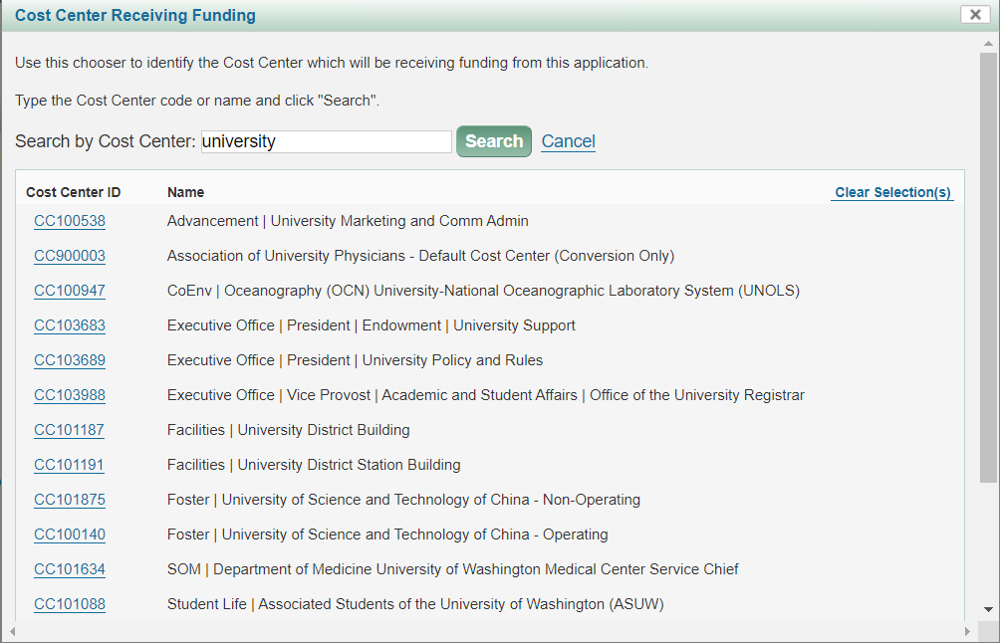 Cost Center Receiving Funding
Use this chooser to identify the Cost Center which will be receiving funding from this application.
Type the Cost Center code or name and click "Search".
Search by Cost Center: university Search Cancel
Cost Center ID Name Clear Selection(s)
CC100538 Advancement | University Marketing and Comm Admin
CC900003 Association of University Physicians - Default Cost Center (Conversion Only)
CC100947 CoEnv | Oceanography (OCN) University-National Oceanographic Laboratory System (UNOLS)
CC103683 Executive Office | President | Endowment | University Support
CC103689 Executive Office | President | University Policy and Rules
CC103988 Executive Office | Vice Provost | Academic and Student Affairs | Office of the University Registrar
CC101187 Facilities | University District Building
CC101191 Facilities | University District Station Building
CC101875 Foster | University of Science and Technology of China - Non-Operating
CC100140 Foster | University of Science and Technology of China - Operating
CC101634 SOM | Department of Medicine University of Washington Medical Center Service Chief
CC101088 Student Life | Associated Students of the University of Washington (ASUW)